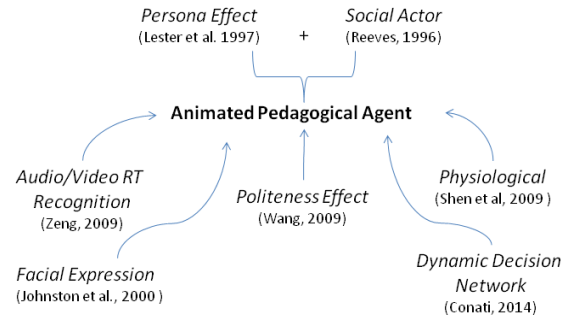 Persona Effect
(Lester et al. 1997)
+
Social Actor
(Reeves, 1996)
Animated Pedagogical Agent
Audio/Video RT
Recognition
(Zeng, 2009)
Politeness Effect
(Wang, 2009)
Physiological
(Shen et al, 2009 )
Facial Expression
(Johnston et al., 2000 )
Dynamic Decision
Network
(Conati, 2014)